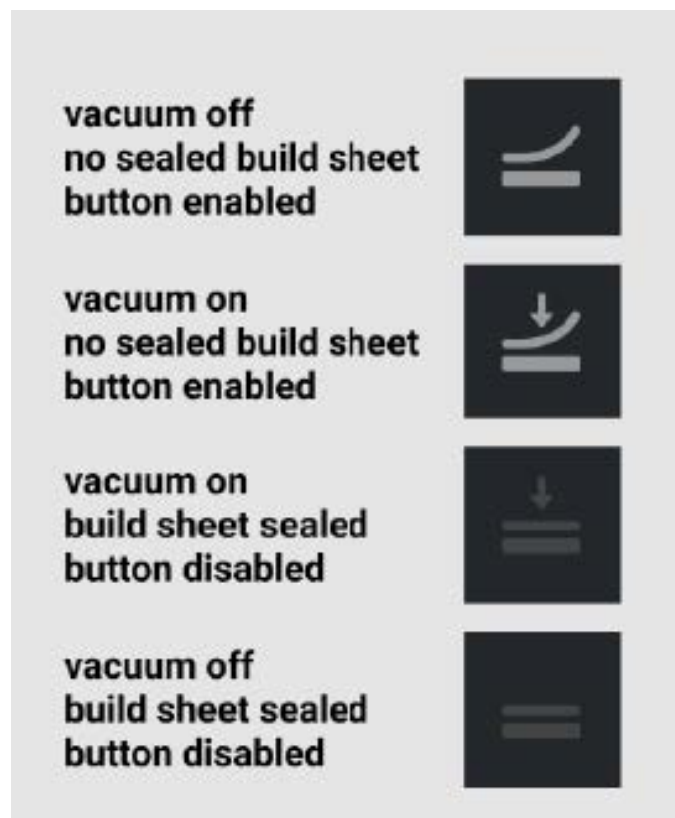 vacuum off
no sealed build sheet
button enabled
vacuum on
no sealed build sheet
button enabled
vacuum on
build sheet sealed
button disabled
vacuum off
build sheet sealed
button disabled